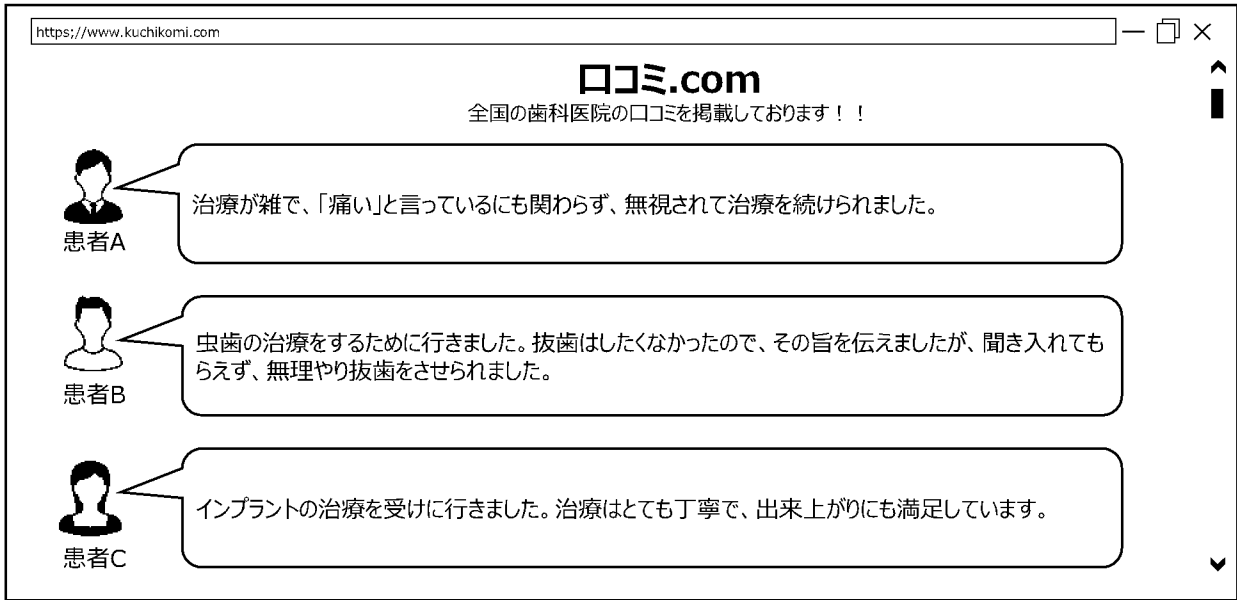 https;//www.kuchikomi.com
口コミ.com
全国の歯科医院の口コミを掲載しております！！
治療が雑で、「痛い」と言っているにも関わらず、無視されて治療を続けられました。
患者A
虫歯の治療をするために行きました。抜歯はしたくなかったので、その旨を伝えましたが、聞き入れても
らえず、無理やり抜歯をさせられました。
患者B
インプラントの治療を受けに行きました。治療はとても丁寧で、出来上がりにも満足しています。
患者C